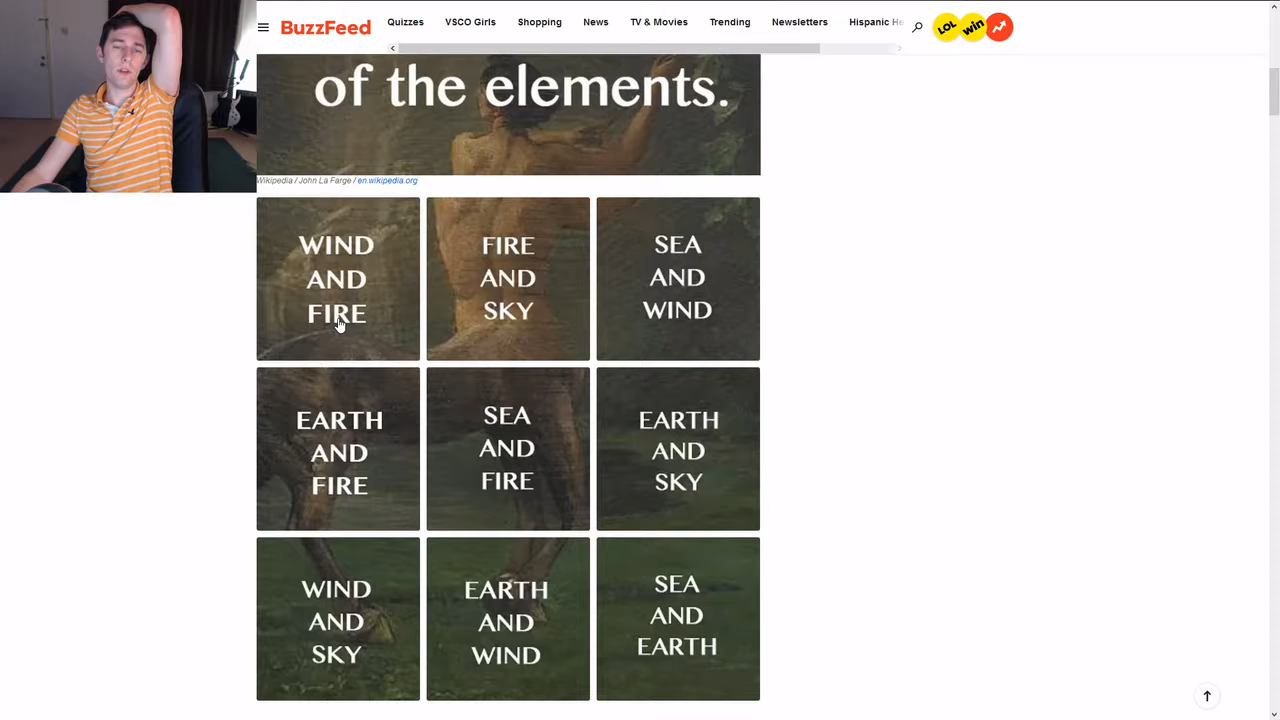 BuzzFeed
Quizzes VSCO Girls Shopping News TV & Movies Trending Newsletters Hispanic He
LOL win
of the elements.
Wikipedia / John La Farge / en.wikipedia.org
WIND
AND
FIRE
FIRE
AND
SKY
SEA
AND
WIND
EARTH
AND
FIRE
SEA
AND
FIRE
EARTH
AND
SKY
WIND
AND
SKY
EARTH
AND
WIND
SEA
AND
EARTH